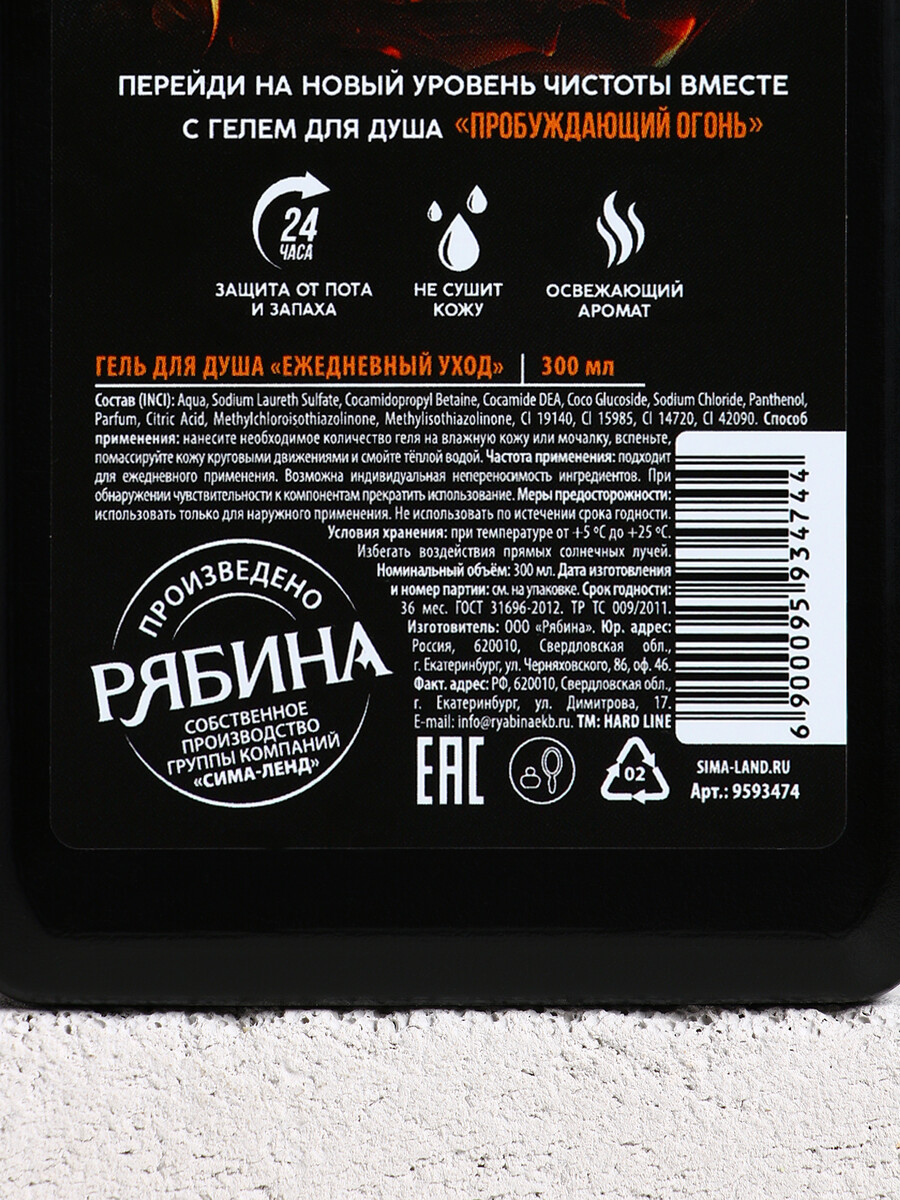 ПЕРЕЙДИ НА НОВЫЙ УРОВЕНЬ ЧИСТОТЫ ВМЕСТЕ
С ГЕЛЕМ ДЛЯ ДУША «ПРОБУЖДАЮЩИЙ ОГОНЬ»
24
ЧАСА
ЗАЩИТА ОТ ПОТА
И ЗАПАХА
НЕ СУШИТ
КОЖУ
ОСВЕЖАЮЩИЙ
АРОМАТ
ГЕЛЬ ДЛЯ ДУША «ЕЖЕДНЕВНЫЙ УХОД» | 300 мл
Состав (INCI): Aqua, Sodium Laureth Sulfate, Cocamidopropyl Betaine, Cocamide DEA, Coco Glucoside, Sodium Chloride, Panthenol,
Parfum, Citric Acid, Methylchloroisothiazolinone, Methylisothiazolinone, CI 19140, CI 15985, CI 14720, CI 42090. Способ
применения: нанесите необходимое количество геля на влажную кожу или мочалку, вспеньте,
помассируйте кожу круговыми движениями и смойте тёплой водой. Частота применения: подходит
для ежедневного применения. Возможна индивидуальная непереносимость ингредиентов. При
обнаружении чувствительности к компонентам прекратить использование. Меры предосторожности:
использовать только для наружного применения. Не использовать по истечении срока годности.
Условия хранения: при температуре от +5 ºС до +25 ºС.
Избегать воздействия прямых солнечных лучей.
Номинальный объём: 300 мл. Дата изготовления
и номер партии: см. на упаковке. Срок годности:
36 мес. ГОСТ 31696-2012. ТР ТС 009/2011.
Изготовитель: ООО «Рябина». Юр. адрес:
Россия, 620010, Свердловская обл.,
г. Екатеринбург, ул. Черняховского, 86, оф. 46.
Факт. адрес: РФ, 620010, Свердловская обл.,
г. Екатеринбург, ул. Димитрова, 17.
E-mail: info@ryabinaekb.ru. ТМ: HARD LINE
6 900095 934744
ПРОИЗВЕДЕНО
РЯБИНА
СОБСТВЕННОЕ
ПРОИЗВОДСТВО
ГРУППЫ КОМПАНИЙ
«СИМА-ЛЕНД»
EAC
02
SIMA-LAND.RU
Арт.: 9593474